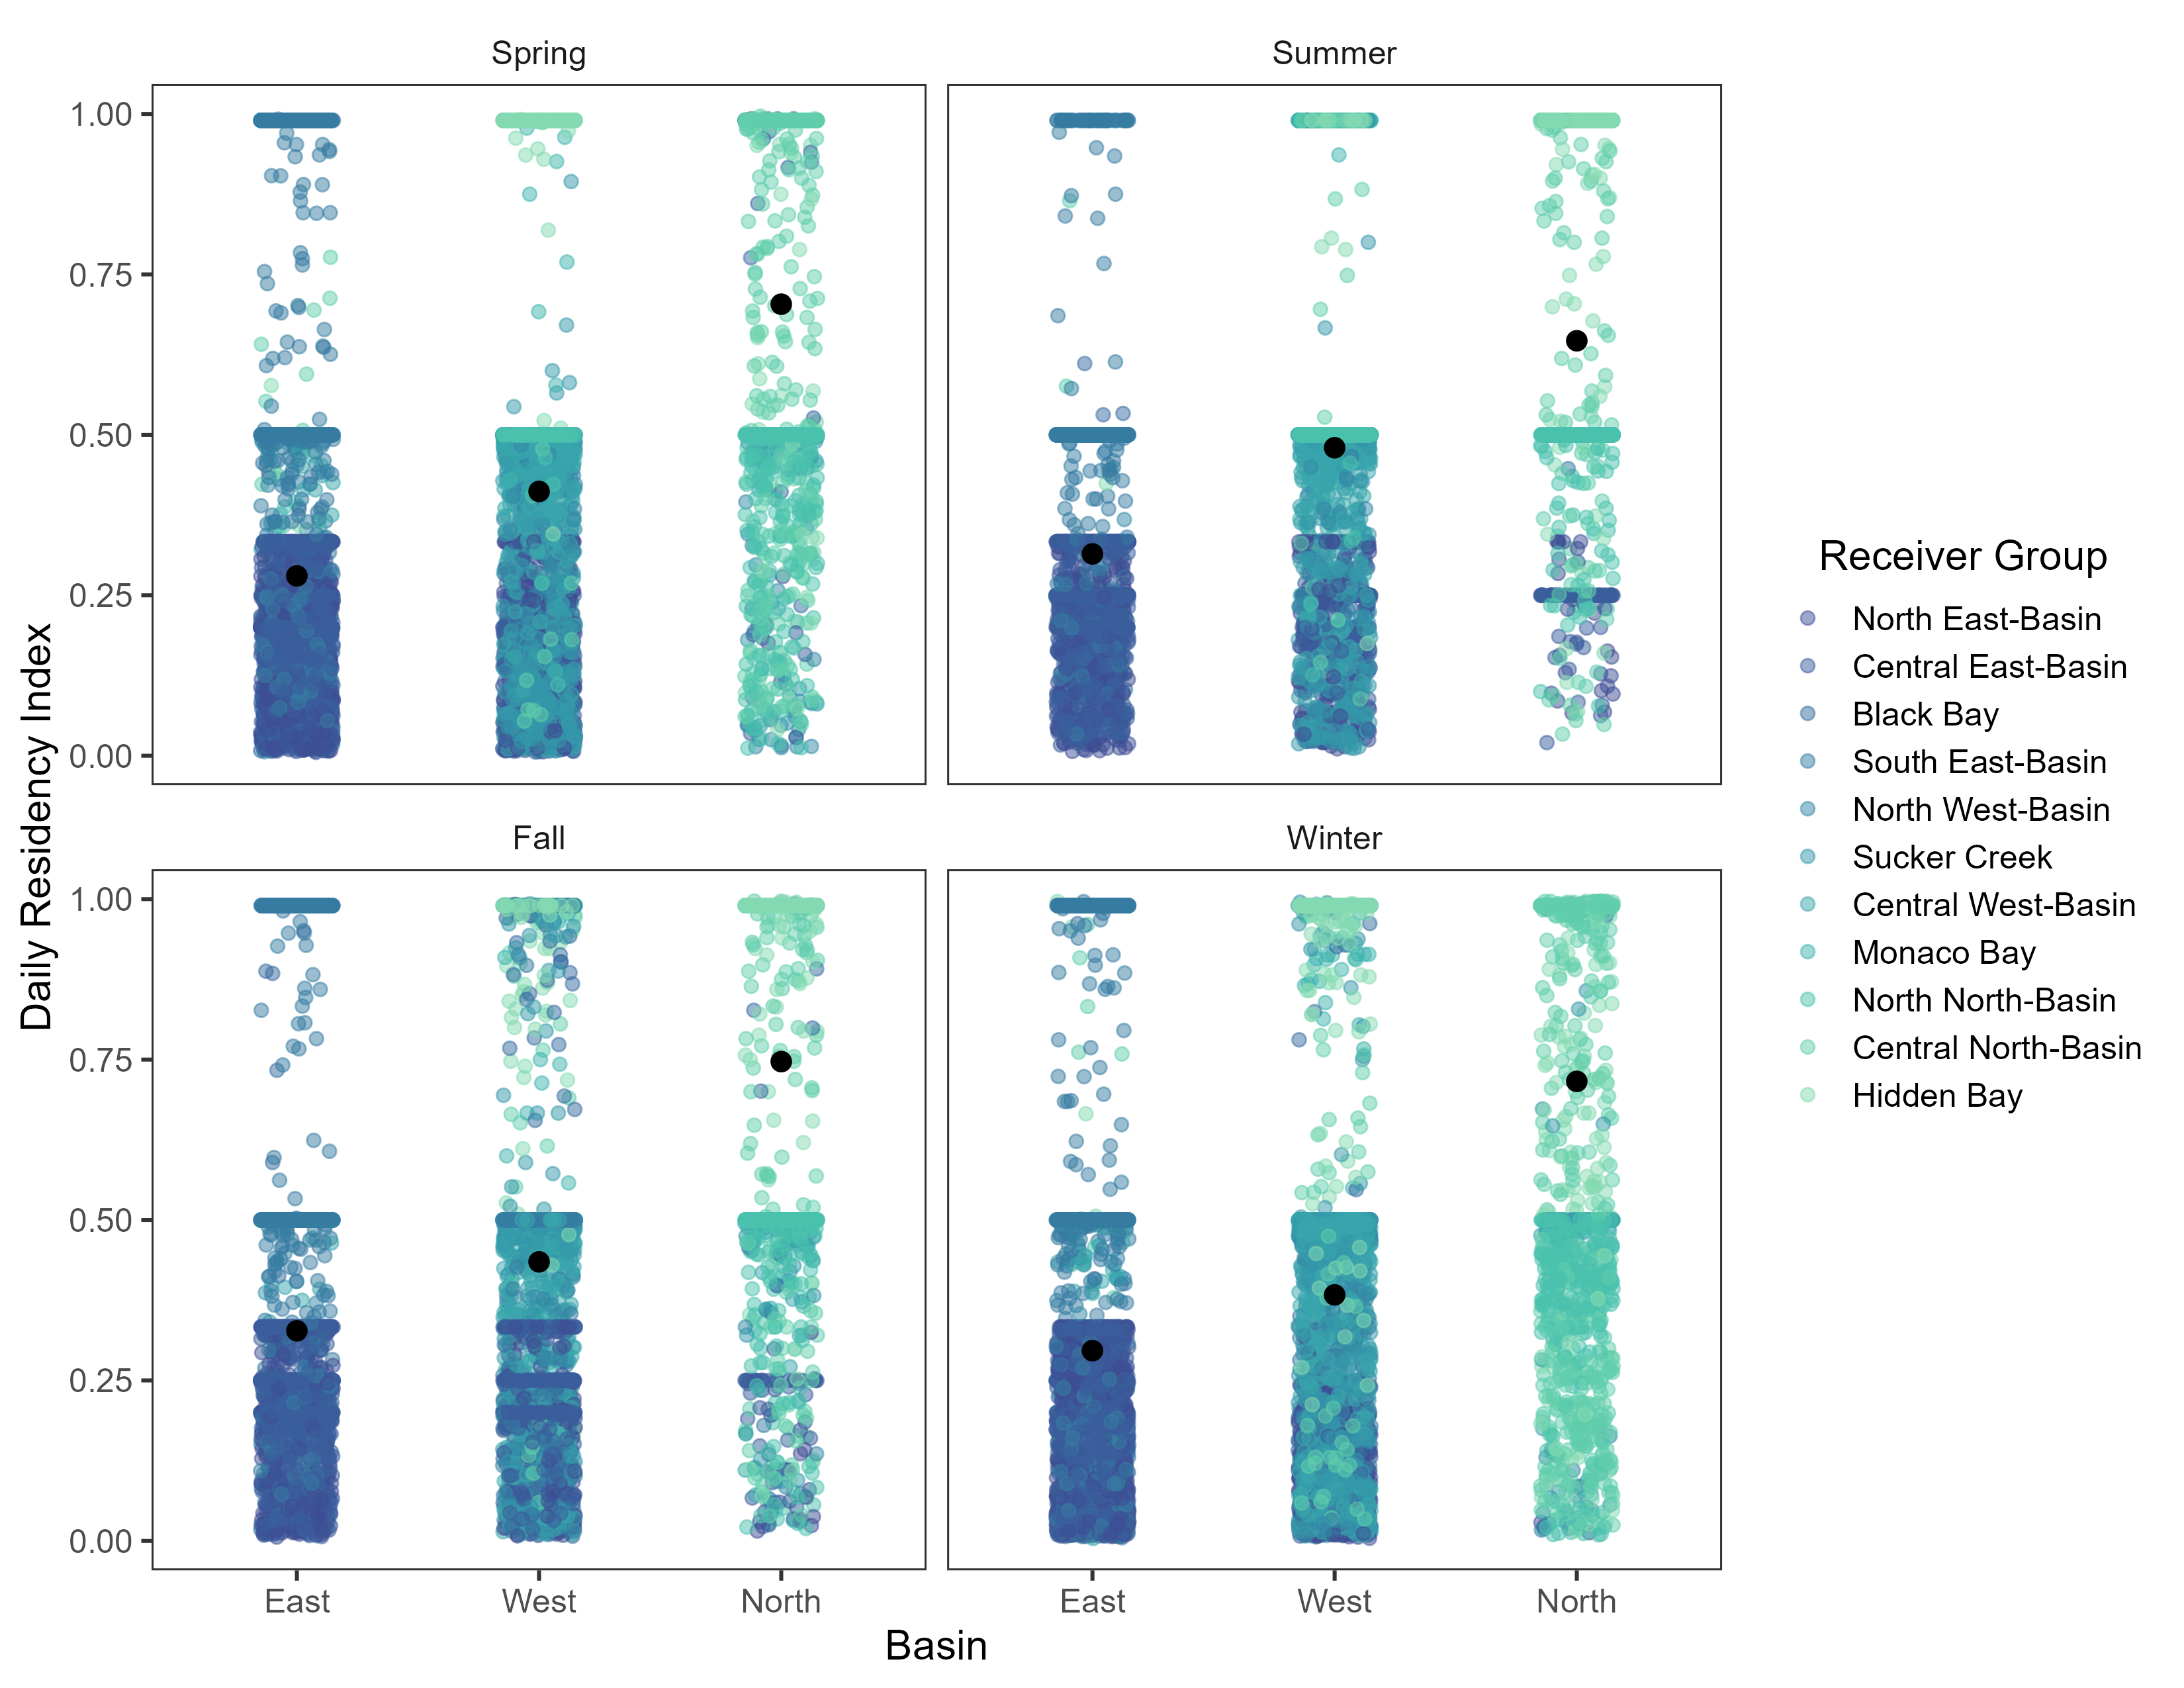 Spring
Summer
1.00
0.75
0.50
0.25
0.00
Fall
Winter
1.00
0.75
0.50
0.25
0.00
East
West
North
East
West
North
Basin
Daily Residency Index
Receiver Group
North East-Basin
Central East-Basin
Black Bay
South East-Basin
North West-Basin
Sucker Creek
Central West-Basin
Monaco Bay
North North-Basin
Central North-Basin
Hidden Bay